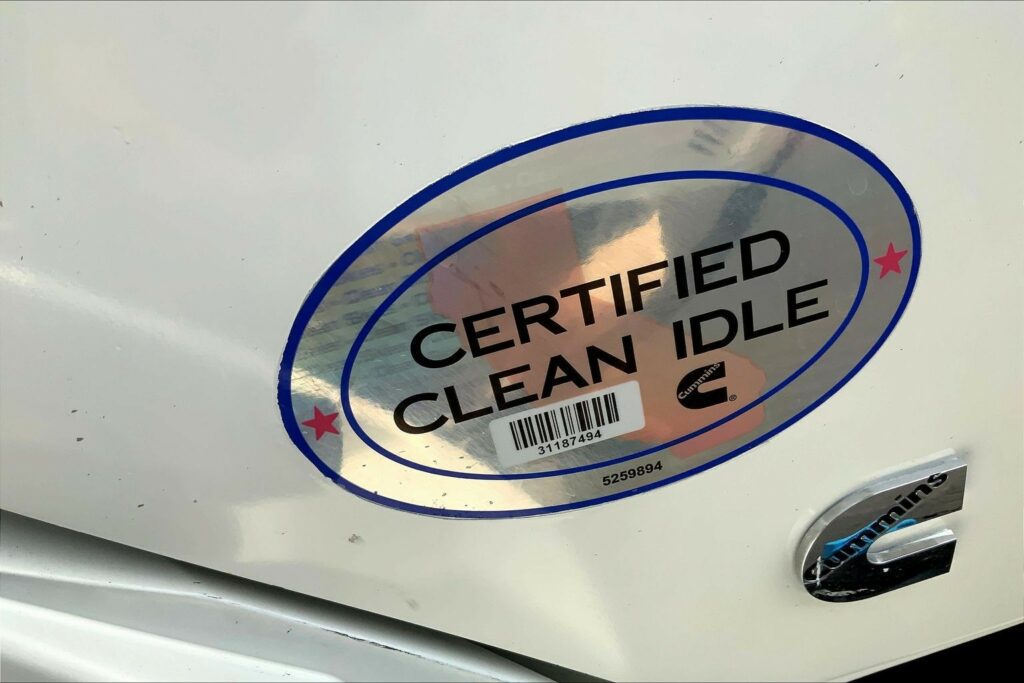 CERTIFIED
CLEAN IDLE
Cummins
®
31187494
5259894
Cummins